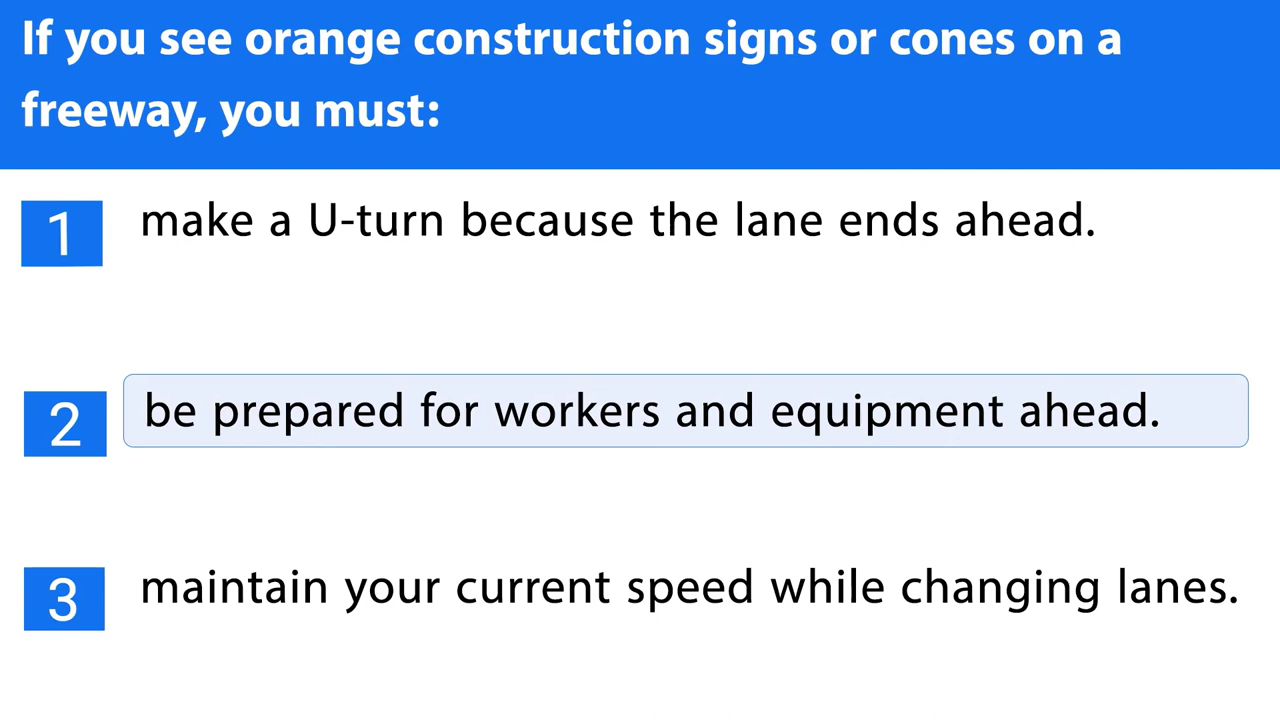 If you see orange construction signs or cones on a
freeway, you must:
1 make a U-turn because the lane ends ahead.
2 be prepared for workers and equipment ahead.
3 maintain your current speed while changing lanes.